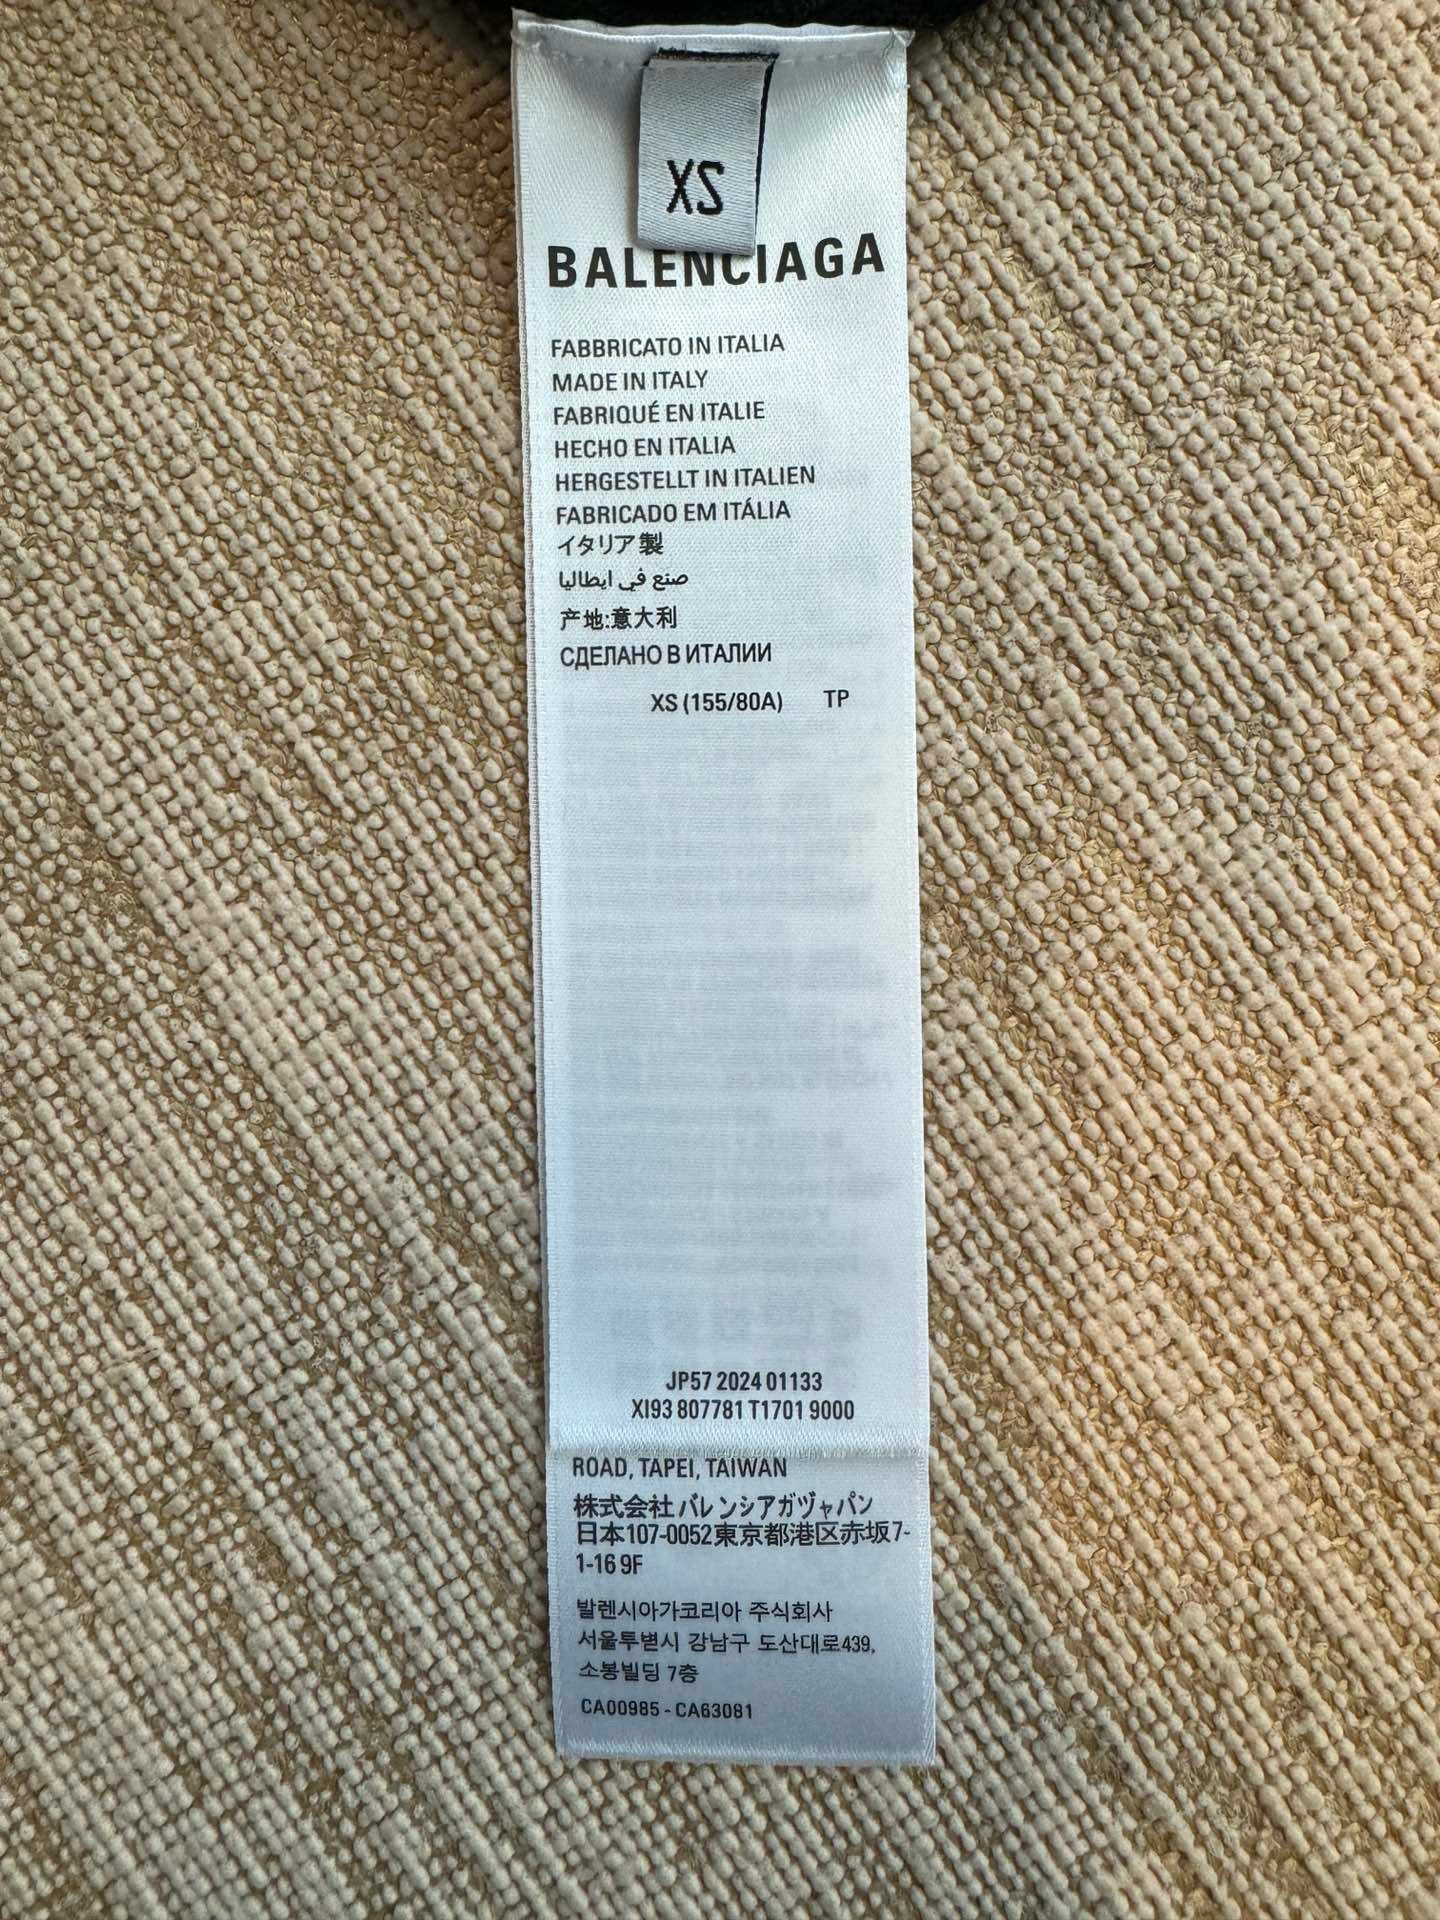 XS
BALENCIAGA
FABBRICATO IN ITALIA
MADE IN ITALY
FABRIQUÉ EN ITALIE
HECHO EN ITALIA
HERGESTELLT IN ITALIEN
FABRICADO EM ITÁLIA
イタリア製
صنع في ايطاليا
产地:意大利
СДЕЛАНО В ИТАЛИИ
XS (155/80A) TP
JP57 2024 01133
XI93 807781 T1701 9000
ROAD, TAPEI, TAIWAN
株式会社 バレンシアガヅャパン
日本107-0052東京都港区赤坂7-
1-16 9F
발렌시아가코리아 주식회사
서울투볃시 강남구 도산대로439,
소봉빌딩 7층
CA00985 - CA63081